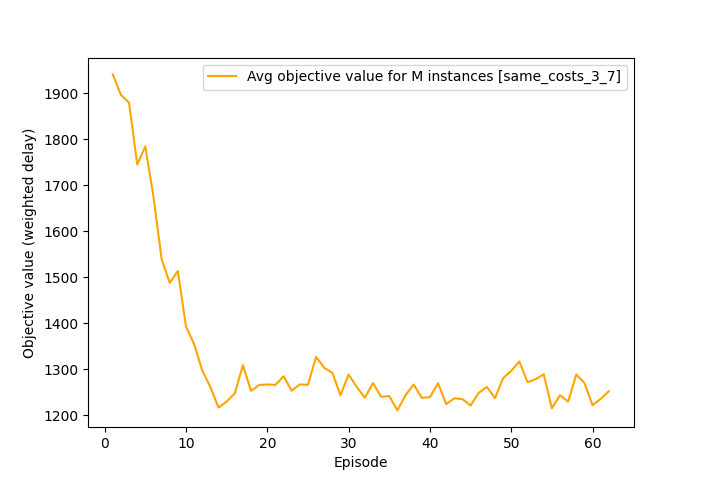 Avg objective value for M instances [same_costs_3_7]
Objective value (weighted delay)
1900
1800
1700
1600
1500
1400
1300
1200
0 10 20 30 40 50 60
Episode